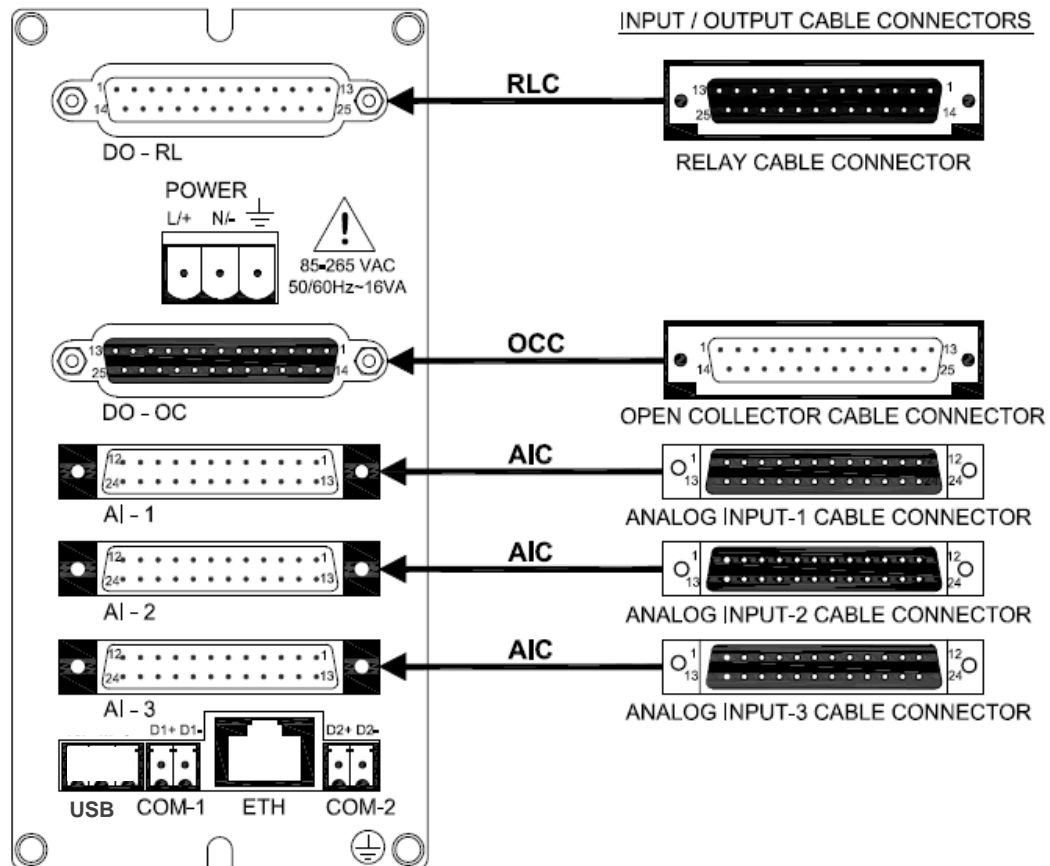 INPUT / OUTPUT CABLE CONNECTORS
1 13
14 25
DO - RL
RLC
13 1
25 14
RELAY CABLE CONNECTOR
POWER
L/+ N/-
!
85-265 VAC
50/60Hz~16VA
13 1
25 14
DO - OC
OCC
1 13
14 25
OPEN COLLECTOR CABLE CONNECTOR
12 1
24 13
AI - 1
AIC
1 12
13 24 24
ANALOG INPUT-1 CABLE CONNECTOR
12 1
24 13
AI - 2
AIC
1 12
13 24
ANALOG INPUT-2 CABLE CONNECTOR
12 1
24 13
AI - 3
AIC
1 12
13 24
ANALOG INPUT-3 CABLE CONNECTOR
D1+ D1- D2+ D2-
USB COM-1 ETH COM-2